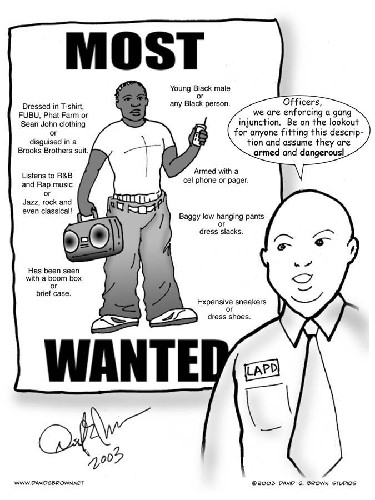 MOST
Young Black male
or
any Black person.
Dressed in T-shirt,
FUBU, Phat Farm or
Sean John clothing
or
disguised in a
Brooks Brothers suit.
Officers,
we are enforcing a gang
injunction. Be on the lookout
for anyone fitting this descrip-
tion and assume they are
armed and dangerous!
Listens to R&B
and Rap music
or
Jazz, rock and
even classical!
Armed with a
cel phone or pager.
Baggy low hanging pants
or
dress slacks.
Has been seen
with a boom box
or
brief case.
Expensive sneekers
or
dress shoes.
WANTED
LAPD
2003
WWW.DAVIDGBROWN.NET
©2003 DAVID G. BROWN STUDIOS